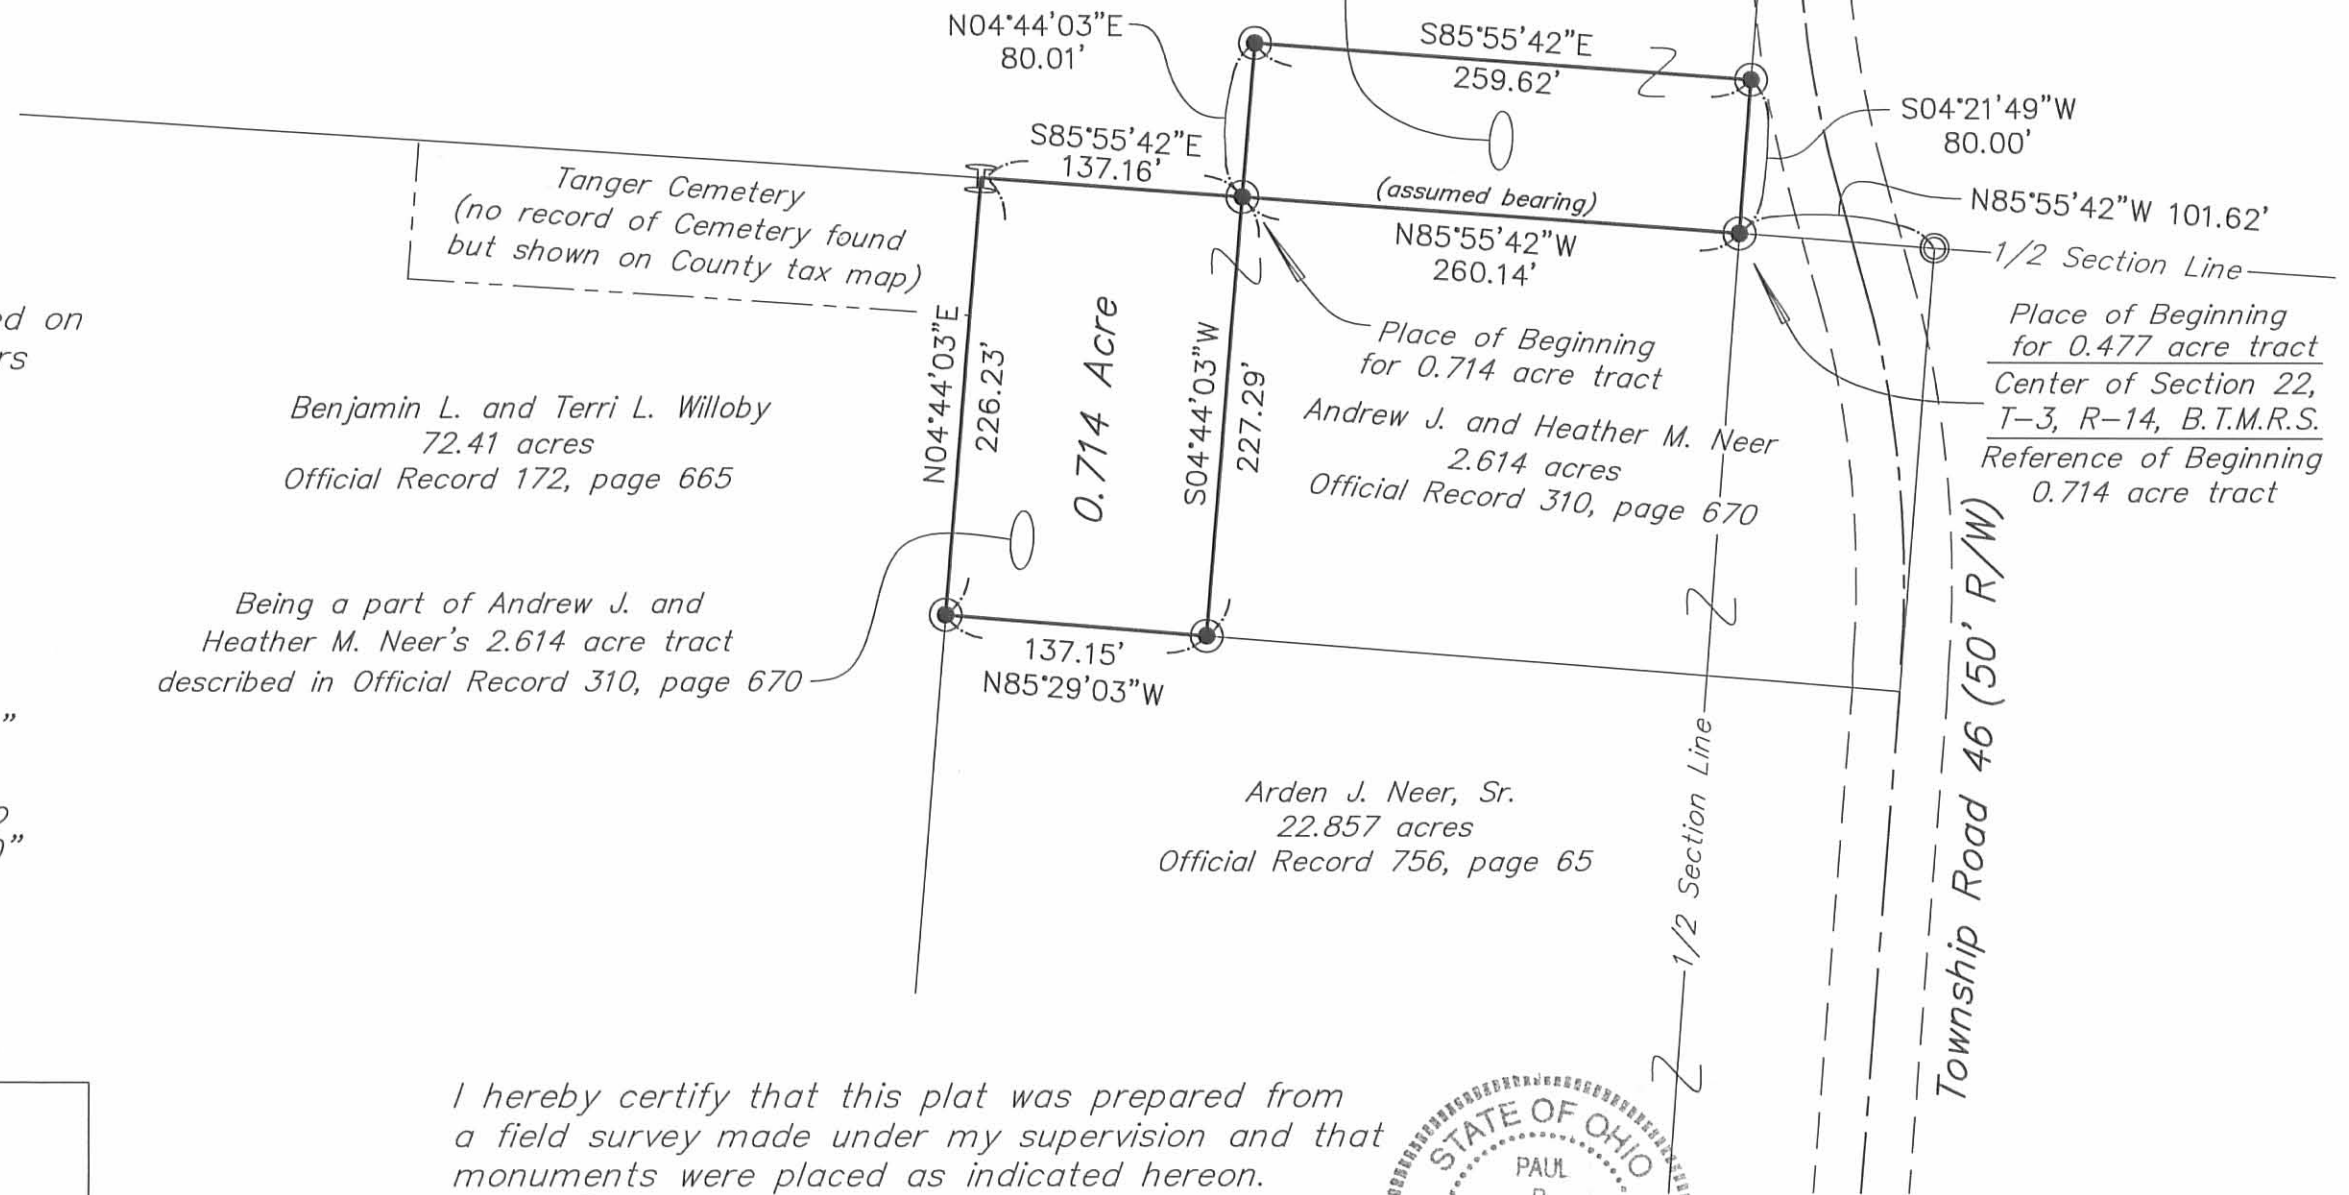 N04°44'03"E
80.01'
S85°55'42"E
259.62'
S04°21'49"W
80.00'
S85°55'42"E
137.16'
(assumed bearing)
N85°55'42"W
260.14'
N85°55'42"W 101.62'
1/2 Section Line
Tanger Cemetery
(no record of Cemetery found
but shown on County tax map)
on
N04°44'03"E
226.23'
0.714 Acre
S04°44'03"W
227.29'
Place of Beginning
for 0.714 acre tract
Place of Beginning
for 0.477 acre tract
Center of Section 22,
T-3, R-14, B.T.M.R.S.
Reference of Beginning
0.714 acre tract
Benjamin L. and Terri L. Willoby
72.41 acres
Official Record 172, page 665
Andrew J. and Heather M. Neer
2.614 acres
Official Record 310, page 670
Being a part of Andrew J. and
Heather M. Neer's 2.614 acre tract
described in Official Record 310, page 670
137.15'
N85°29'03"W
Township Road 46 (50' R/W)
1/2 Section Line
Arden J. Neer, Sr.
22.857 acres
Official Record 756, page 65
I hereby certify that this plat was prepared from
a field survey made under my supervision and that
monuments were placed as indicated hereon.
STATE OF OHIO
PAUL